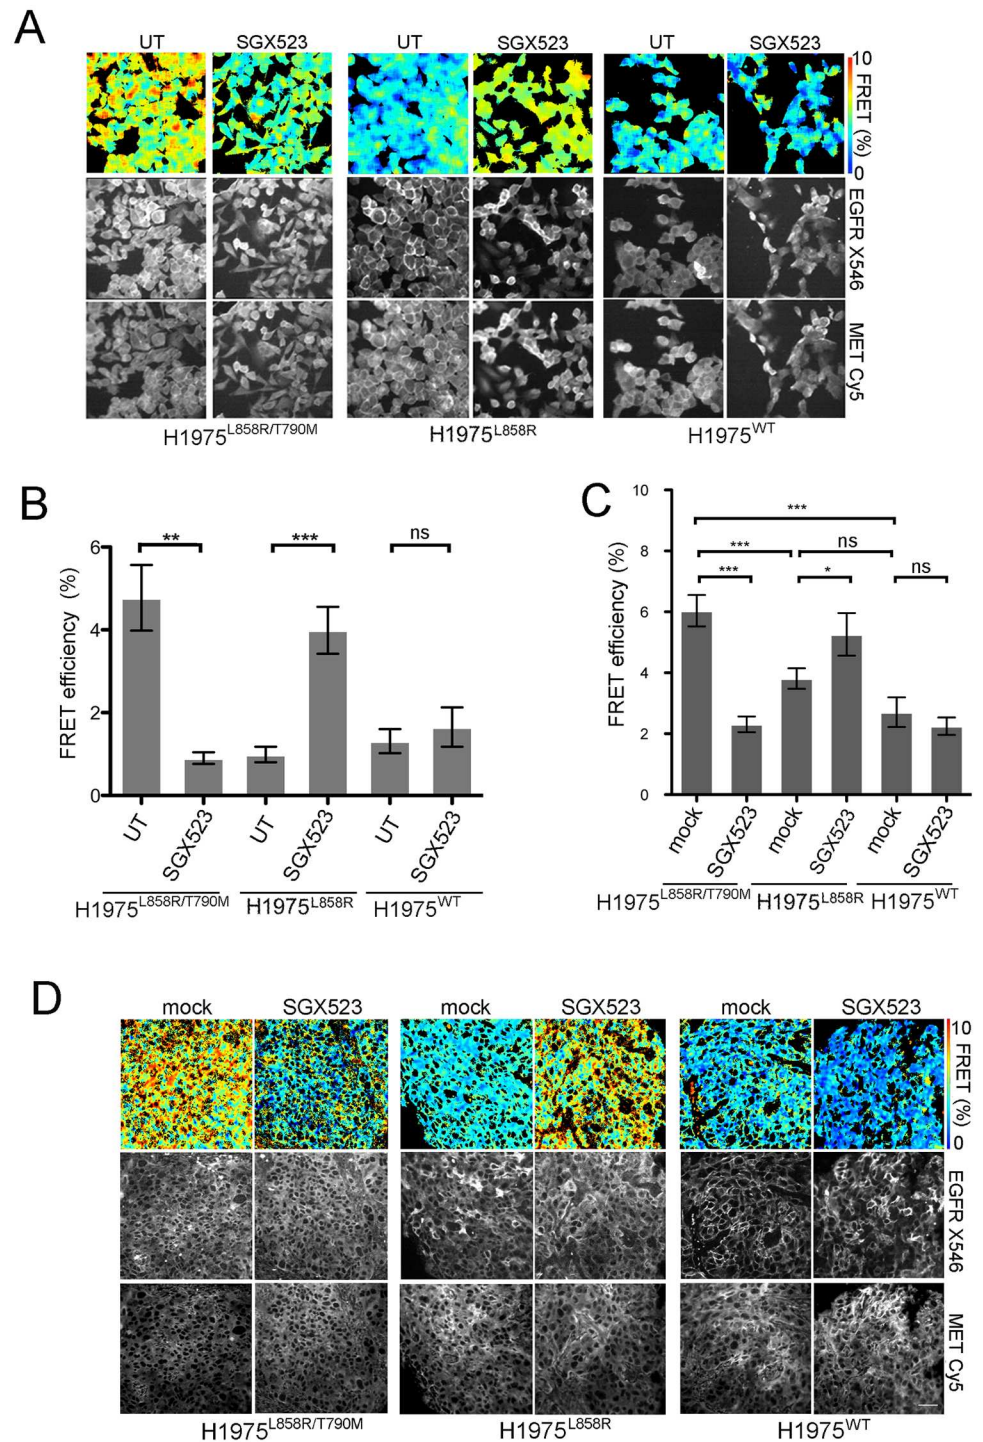 A
UT SGX523 UT SGX523 UT SGX523
10
FRET (%)
0
EGFR X546
MET Cy5
H1975L858R/T790M H1975L858R H1975WT
B
FRET efficiency (%)
6
4
2
0
** *** ns
UT SGX523 UT SGX523 UT SGX523
H1975L858R/T790M H1975L858R H1975WT
C
FRET efficiency (%)
10
8
6
4
2
0
***
*** ns
*** * ns
mock SGX523 mock SGX523 mock SGX523
H1975L858R/T790M H1975L858R H1975WT
D
mock SGX523 mock SGX523 mock SGX523
10
FRET (%)
0
EGFR X546
MET Cy5
H1975L858R/T790M H1975L858R H1975WT